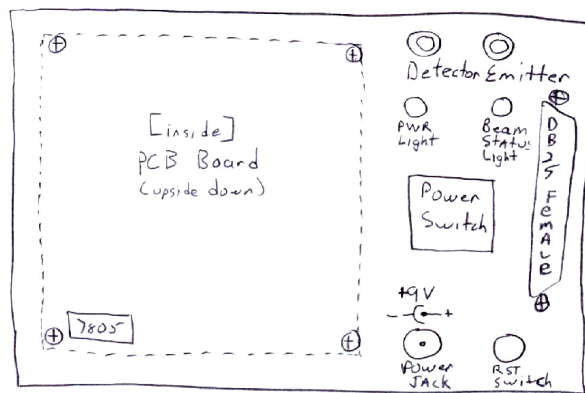 [inside]
PCB Board
(upside down)
7805
Detector Emitter
PWR
Light
Beam
Status
Light
Power
Switch
DB25 Female
+9V
- +
Power
JACK
RST
Switch